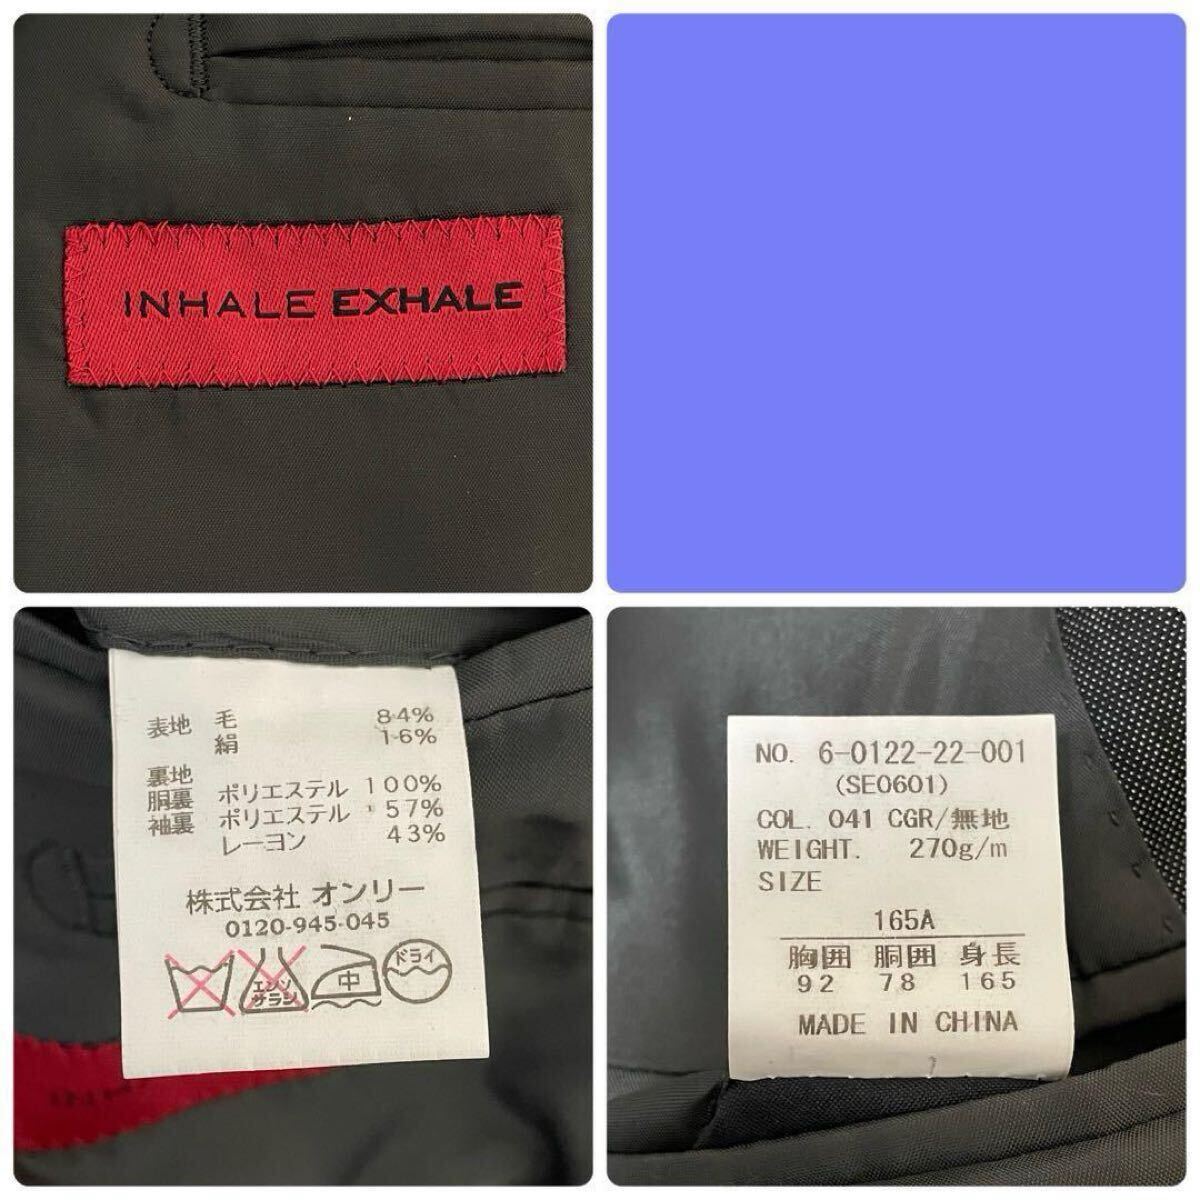 INHALE EXHALE
表地 毛 84%
絹 16%
裏地
胴裏 ポリエステル 100%
袖裏 ポリエステル 57%
レーヨン 43%
株式会社 オンリー
0120-945-045
エンソサラシ
中
ドライ
NO. 6-0122-22-001
(SE0601)
COL. 041 CGR/無地
WEIGHT. 270g/m
SIZE
165A
胸囲 胴囲 身長
92 78 165
MADE IN CHINA